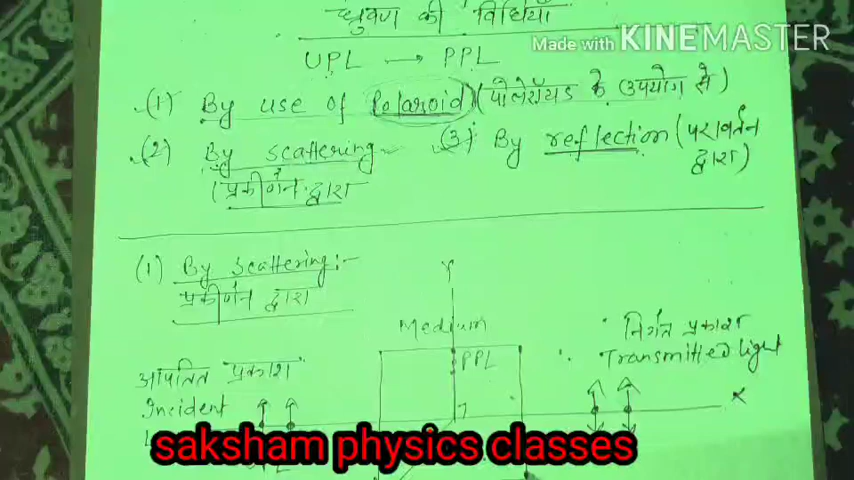 ध्रुवण की विधियाँ
Made with KINEMASTER
UPL → PPL
(1) By use of Polaroid (पोलेरॉयड के उपयोग से)
(2) By scattering
(प्रकीर्णन द्वारा
(3) By reflection (परावर्तन
द्वारा)
(1) By Scattering:-
प्रकीर्णन द्वारा
Y
Medium
PPL
निर्गत प्रकाश
Transmitted light
X
आपतित प्रकाश
Incident
saksham physics classes